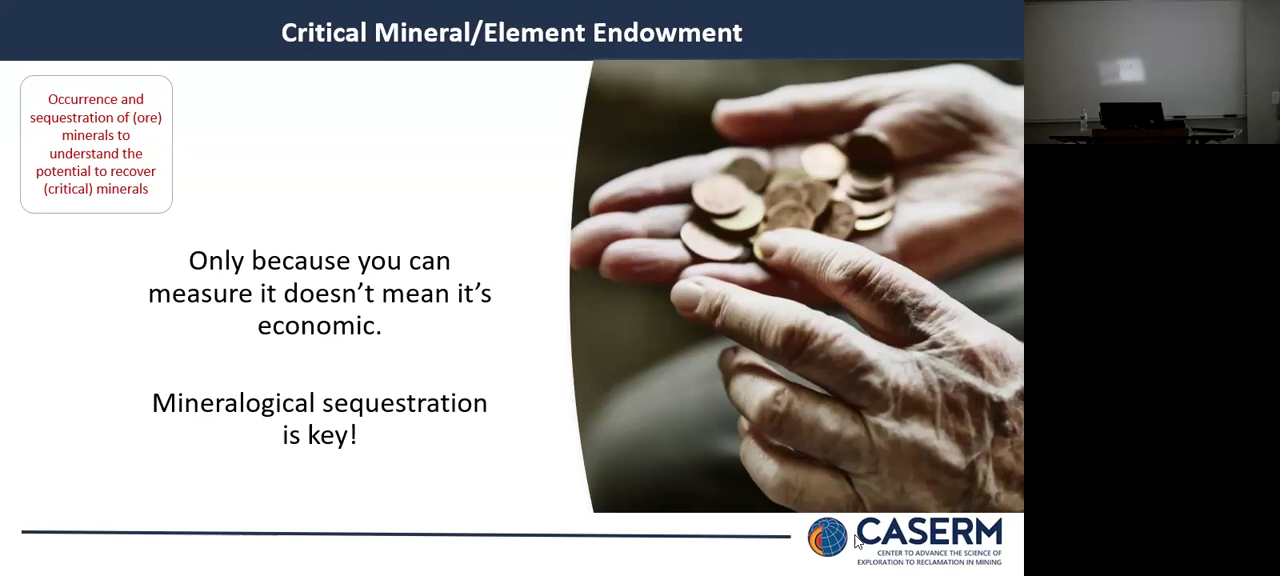 Critical Mineral/Element Endowment
Occurrence and
sequestration of (ore)
minerals to
understand the
potential to recover
(critical) minerals
Only because you can
measure it doesn't mean it's
economic.
Mineralogical sequestration
is key!
CASERM
CENTER TO ADVANCE THE SCIENCE OF
EXPLORATION TO RECLAMATION IN MINING